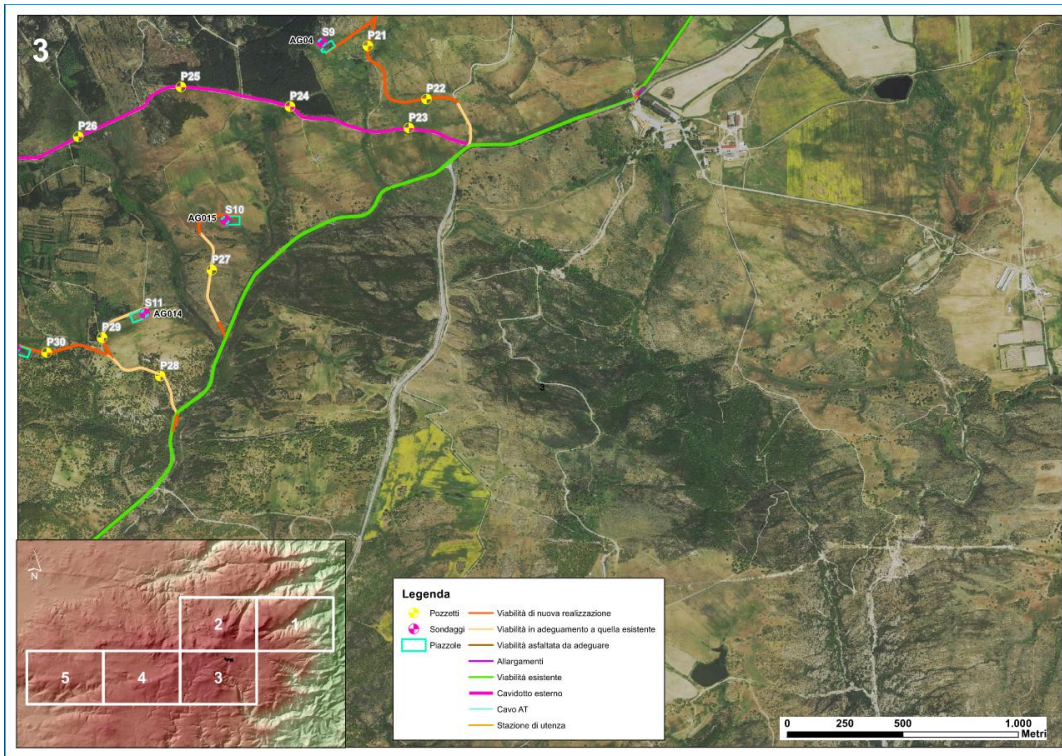 3
S9
AG04
P21
P25
P24
P22
P23
P26
S10
AG015
P27
S11
AG014
P29
P30
P28
3
N
2
1
5
4
3
Legenda
Pozzetti
Sondaggi
Piazzole
Viabilità di nuova realizzazione
Viabilità in adeguamento a quella esistente
Viabilità asfaltata da adeguare
Allargamenti
Viabilità esistente
Cavidotto esterno
Cavo AT
Stazione di utenza
0 250 500 1.000
Metri